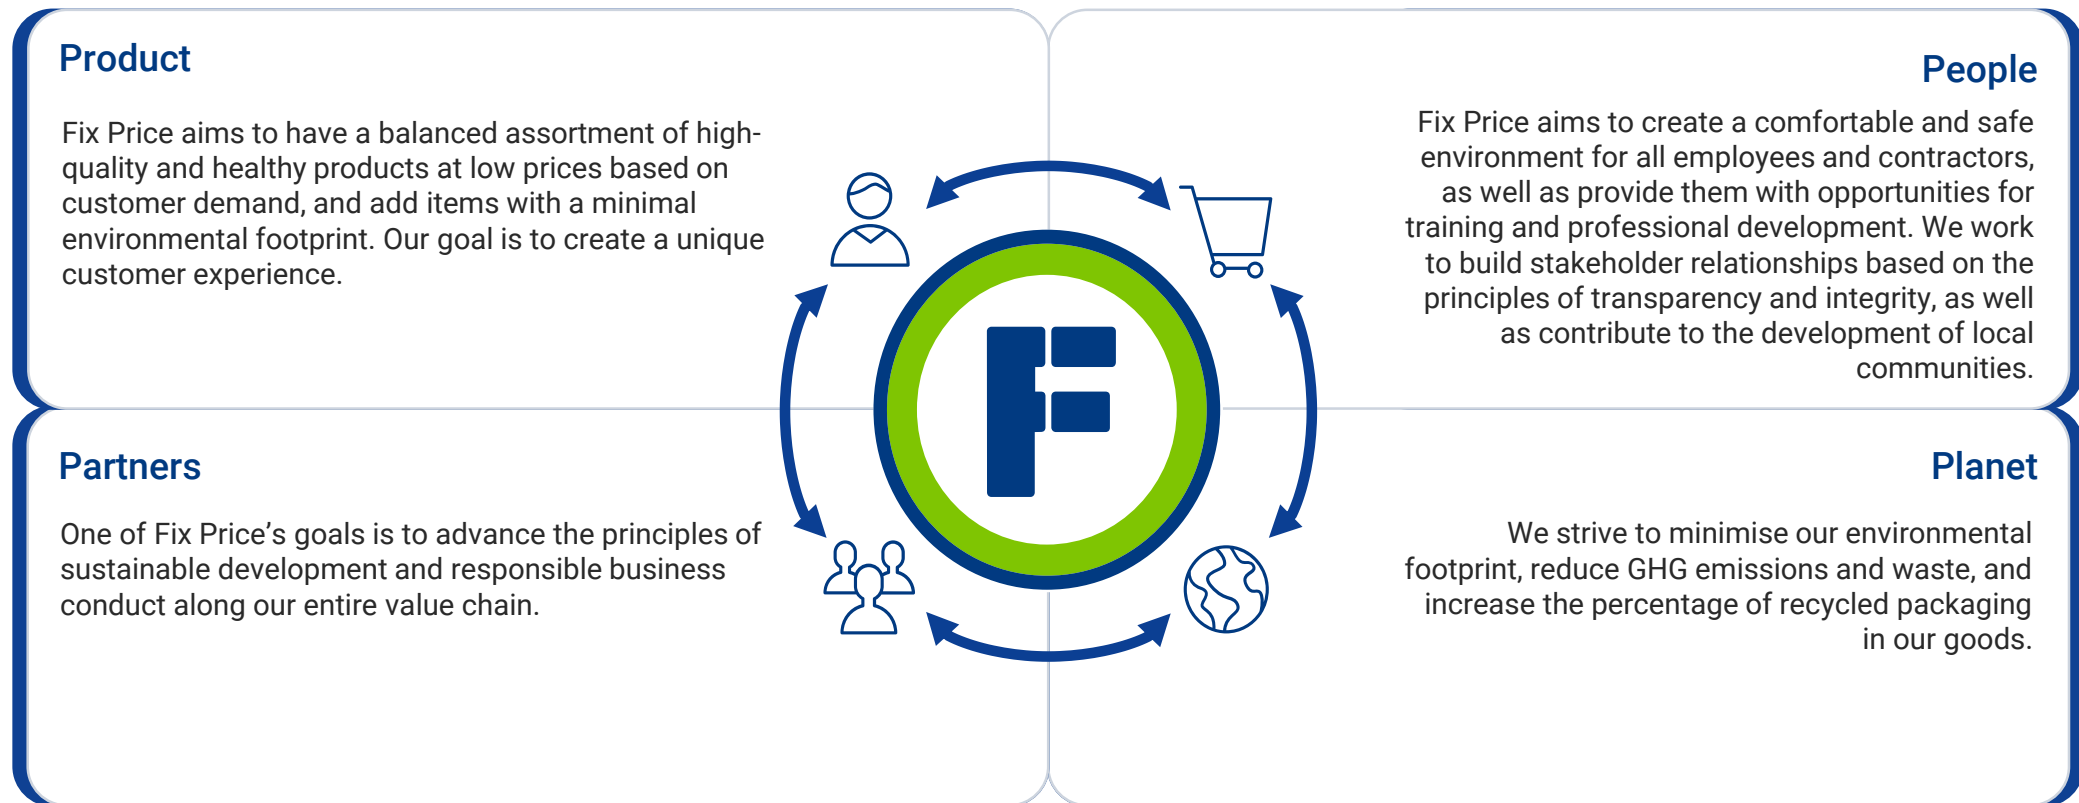 Product
Fix Price aims to have a balanced assortment of high-
quality and healthy products at low prices based on
customer demand, and add items with a minimal
environmental footprint. Our goal is to create a unique
customer experience.
People
Fix Price aims to create a comfortable and safe
environment for all employees and contractors,
as well as provide them with opportunities for
training and professional development. We work
to build stakeholder relationships based on the
principles of transparency and integrity, as well
as contribute to the development of local
communities.
F
Partners
One of Fix Price’s goals is to advance the principles of
sustainable development and responsible business
conduct along our entire value chain.
Planet
We strive to minimise our environmental
footprint, reduce GHG emissions and waste, and
increase the percentage of recycled packaging
in our goods.